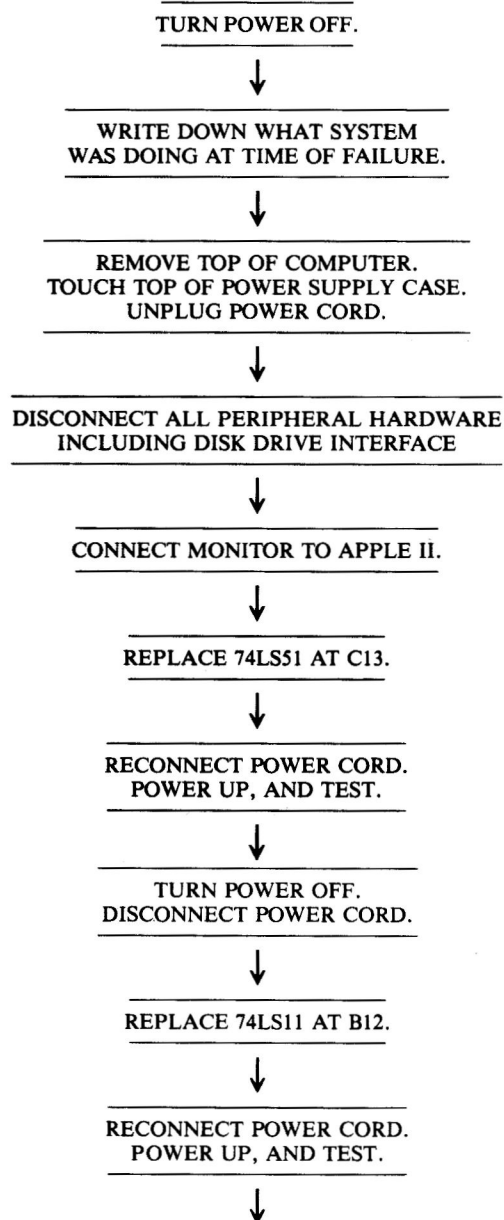 TURN POWER OFF.
WRITE DOWN WHAT SYSTEM
WAS DOING AT TIME OF FAILURE.
REMOVE TOP OF COMPUTER.
TOUCH TOP OF POWER SUPPLY CASE.
UNPLUG POWER CORD.
DISCONNECT ALL PERIPHERAL HARDWARE
INCLUDING DISK DRIVE INTERFACE
CONNECT MONITOR TO APPLE II.
REPLACE 74LS51 AT C13.
RECONNECT POWER CORD.
POWER UP, AND TEST.
TURN POWER OFF.
DISCONNECT POWER CORD.
REPLACE 74LS11 AT B12.
RECONNECT POWER CORD.
POWER UP, AND TEST.